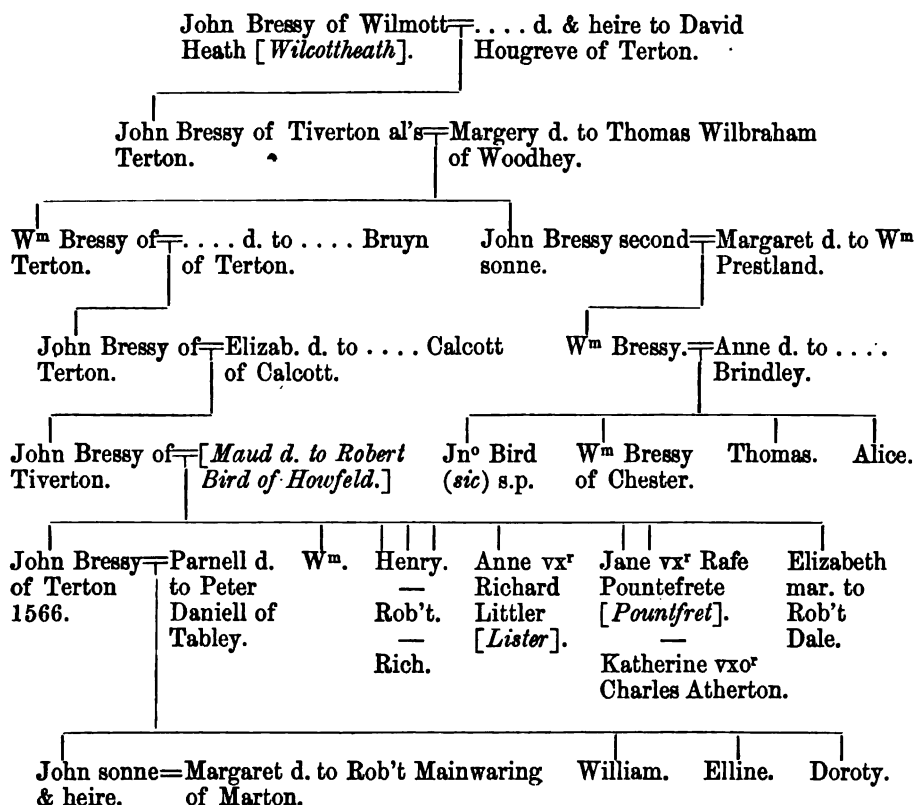 John Bressy of Wilmott=. . . . d. & heire to David
Heath [Wilcottheath]. Hougreve of Terton.
John Bressy of Tiverton al's=Margery d. to Thomas Wilbraham
Terton. of Woodhey.
Wᵐ Bressy of=. . . . d. to . . . . Bruyn
Terton. of Terton.
John Bressy second=Margaret d. to Wᵐ
sonne. Prestland.
John Bressy of=Elizab. d. to . . . . Calcott
Terton. of Calcott.
Wᵐ Bressy.=Anne d. to . . . .
Brindley.
John Bressy of=[Maud d. to Robert
Tiverton. Bird of Howfeld.]
Jnᵒ Bird
(sic) s.p.
Wᵐ Bressy
of Chester.
Thomas.
Alice.
John Bressy=Parnell d.
of Terton to Peter
1566. Daniell of
Tabley.
Wᵐ.
Henry.
—
Rob't.
—
Rich.
Anne vxʳ
Richard
Littler
[Lister].
Jane vxʳ Rafe
Pountefrete
[Pountfret].
—
Katherine vxoʳ
Charles Atherton.
Elizabeth
mar. to
Rob't
Dale.
John sonne=Margaret d. to Rob't Mainwaring
& heire. of Marton.
William.
Elline.
Doroty.